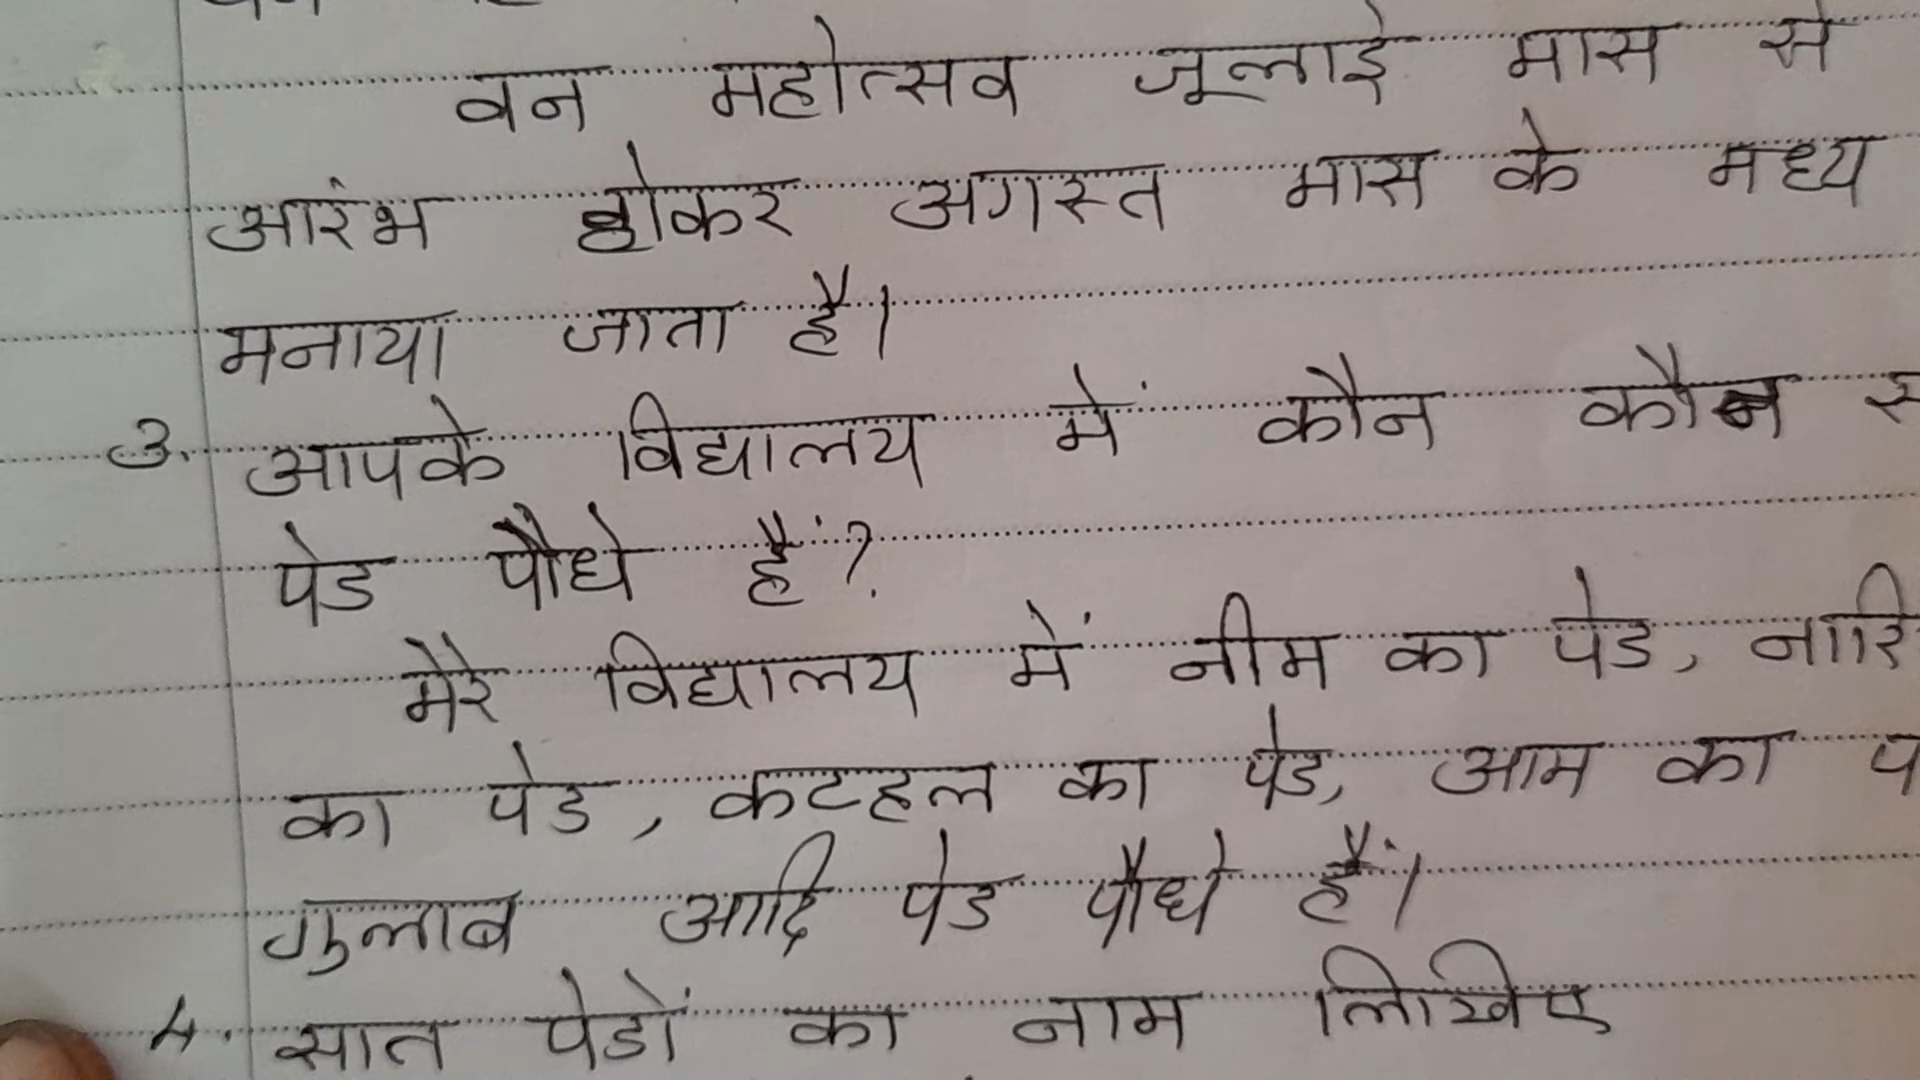 वन महोत्सव जूलाई मास से
आरंभ होकर अगस्त मास के मध्य
मनाया जाता है।
3. आपके विद्यालय में कौन कौन
पेड पौधे हैं?
मेरे विद्यालय में नीम का पेड, नारि
का पेड, कटहल का पेड, आम का
गुलाब आदि पेड पौधे हैं।
4. सात पेडों का नाम लिखिए